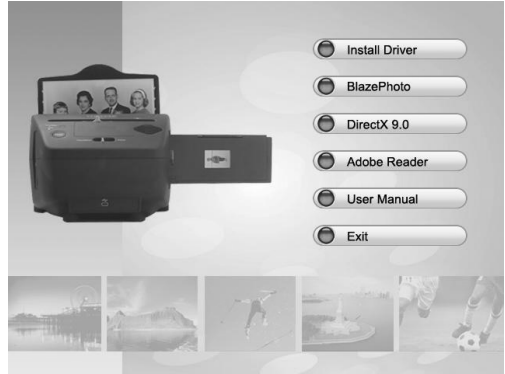 Install Driver
BlazePhoto
DirectX 9.0
Adobe Reader
User Manual
Exit